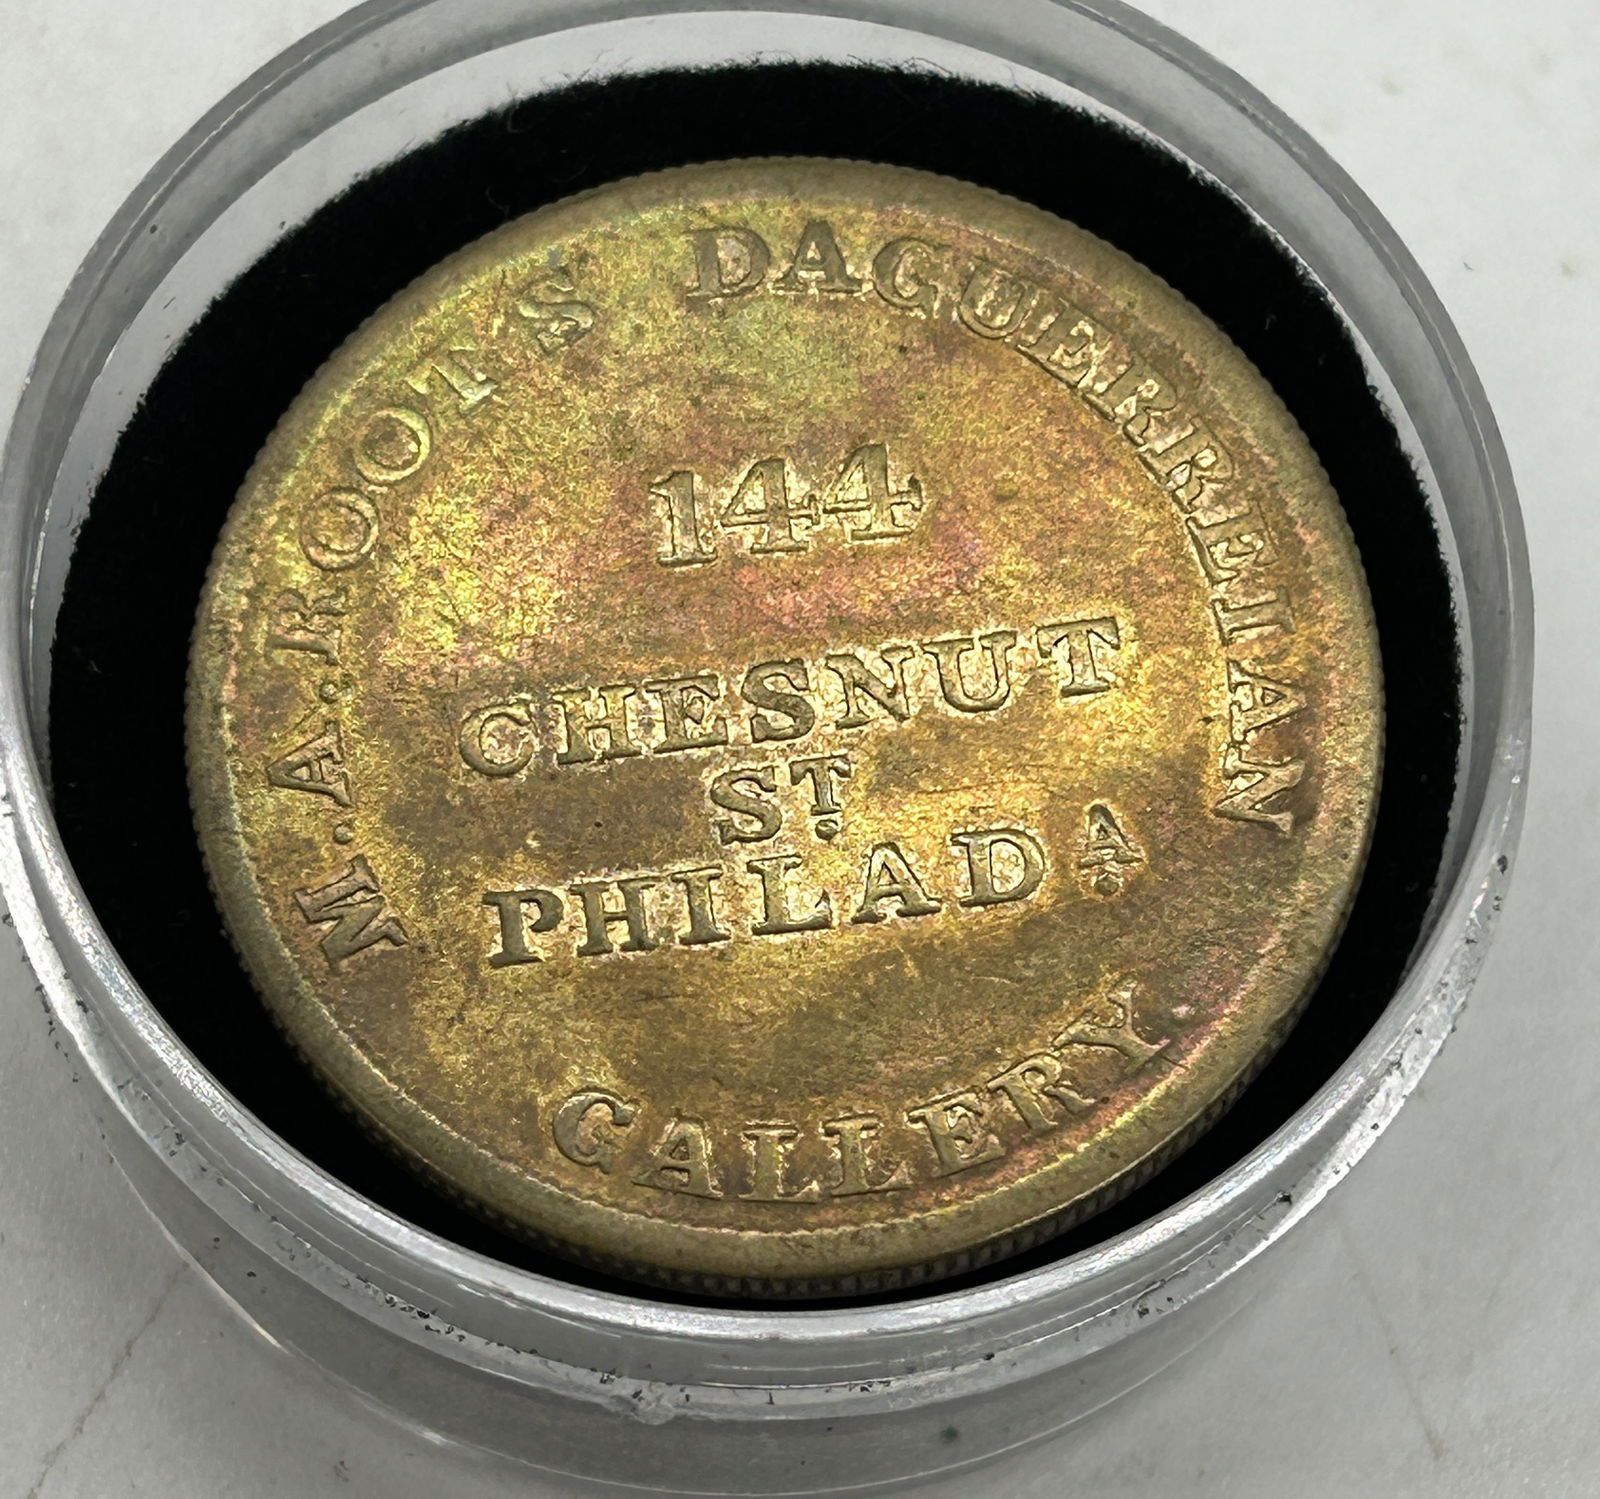 M.A.ROOT'S DAGUERREIAN
144
CHESNUT
ST.
PHILADA.
GALLERY